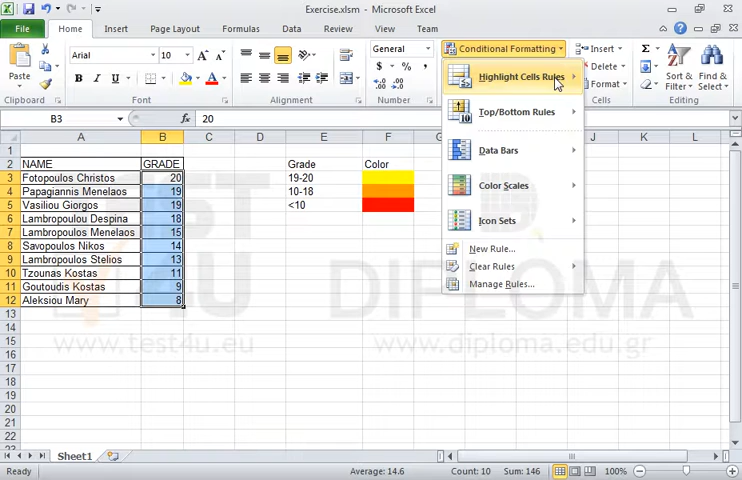 Exercise.xlsm - Microsoft Excel
File Home Insert Page Layout Formulas Data Review View Team
Paste
Arial 10
B I U
General
$ % ,
Conditional Formatting
Insert
Delete
Format
Sort & Filter
Find & Select
Clipboard Font Alignment Cells Editing
B3 20
A B C D E F G J K L
1
2 NAME GRADE Grade Color
3 Fotopoulos Christos 20 19-20
4 Papagiannis Menelaos 19 10-18
5 Vasiliou Giorgos 19 <10
6 Lambropoulou Despina 18
7 Lambropoulos Menelaos 15
8 Savopoulos Nikos 14
9 Lambropoulos Stelios 13
10 Tzounas Kostas 11
11 Goutoudis Kostas 9
12 Aleksiou Mary 8
13
14
15
16
17
18
19
20
21
22
Highlight Cells Rules
Top/Bottom Rules
Data Bars
Color Scales
Icon Sets
New Rule...
Clear Rules
Manage Rules...
TEST4U DIPLOMA
www.test4u.eu www.diploma.edu.gr
Sheet1
Ready Average: 14.6 Count: 10 Sum: 146 100%